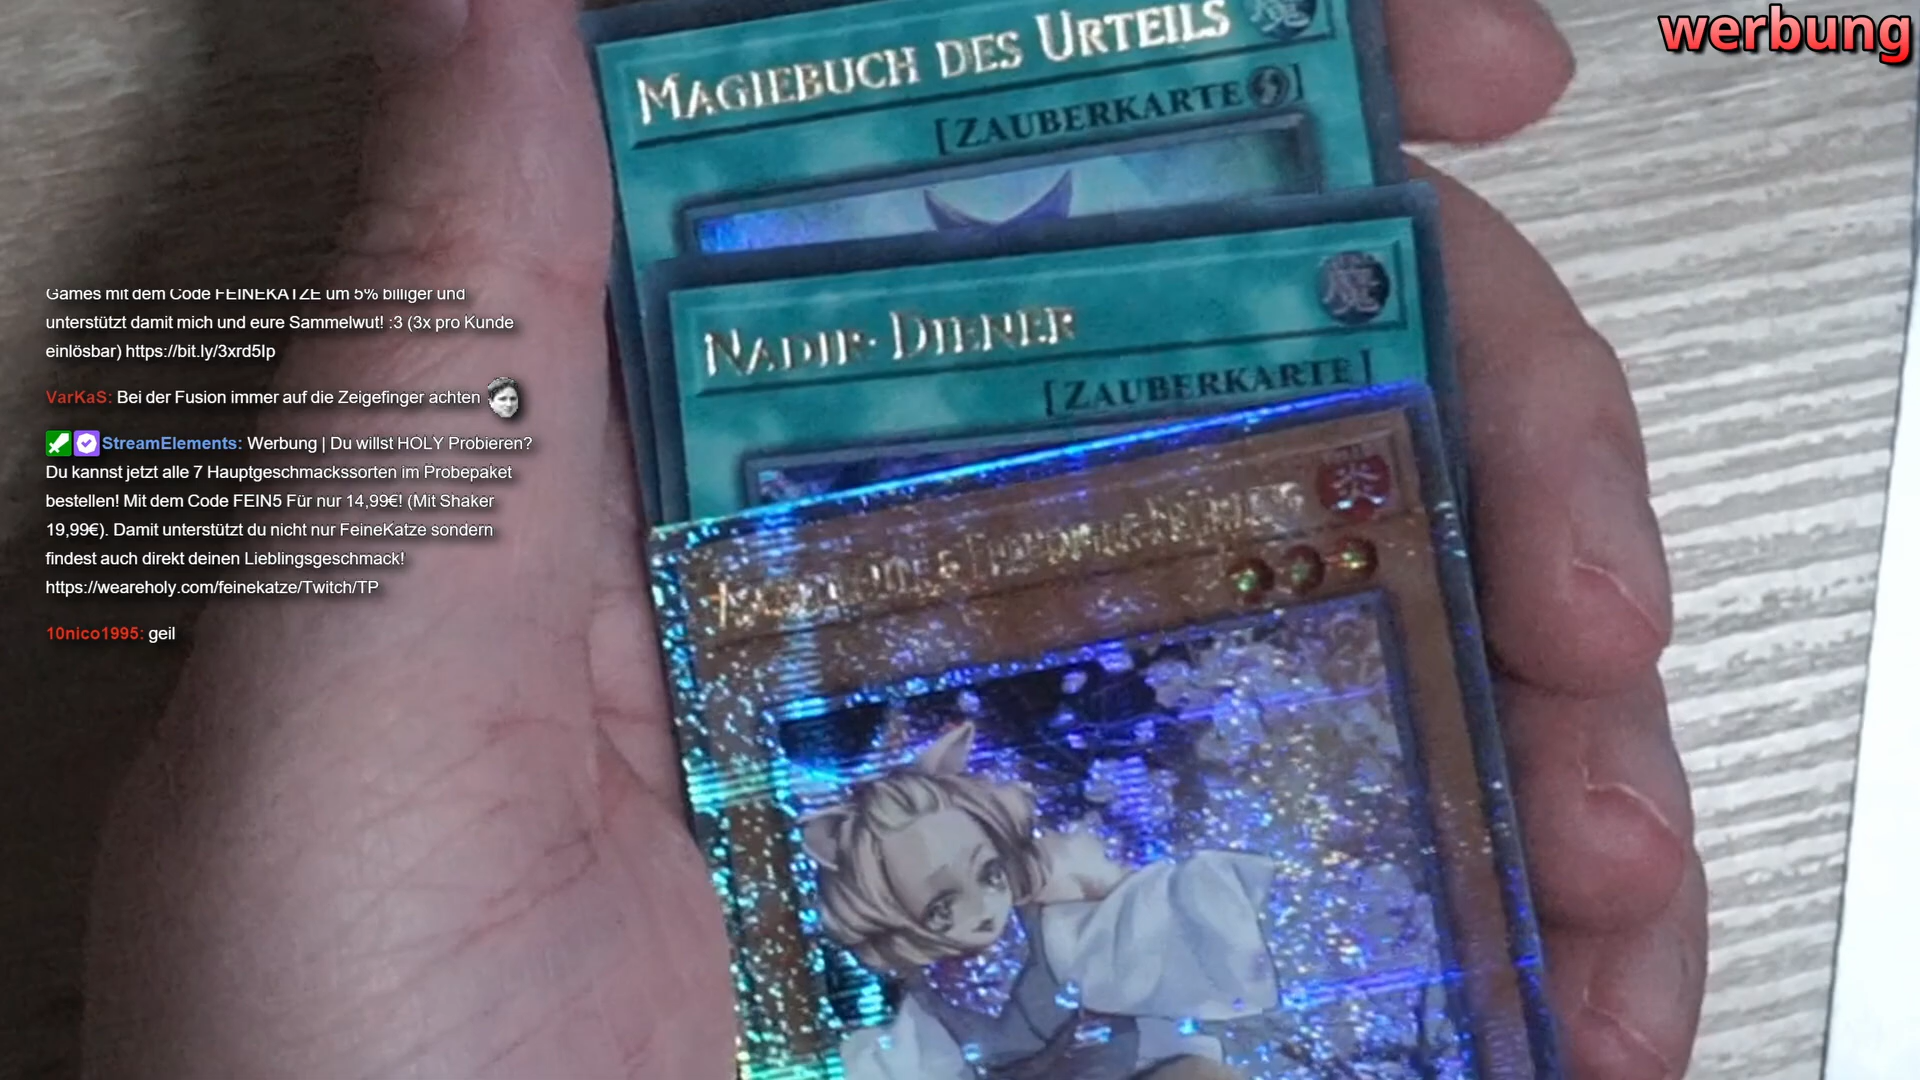 werbung
MAGIEBUCH DES URTEILS
[ZAUBERKARTE]
NADIR-DIENER
[ZAUBERKARTE]
炎
Games mit dem Code FEINEKATZE um 5% billiger und
unterstützt damit mich und eure Sammelwut! :3 (3x pro Kunde
einlösbar) https://bit.ly/3xrd5Ip
VarKaS: Bei der Fusion immer auf die Zeigefinger achten
StreamElements: Werbung | Du willst HOLY Probieren?
Du kannst jetzt alle 7 Hauptgeschmackssorten im Probepaket
bestellen! Mit dem Code FEIN5 Für nur 14,99€! (Mit Shaker
19,99€). Damit unterstützt du nicht nur FeineKatze sondern
findest auch direkt deinen Lieblingsgeschmack!
https://weareholy.com/feinekatze/Twitch/TP
10nico1995: geil